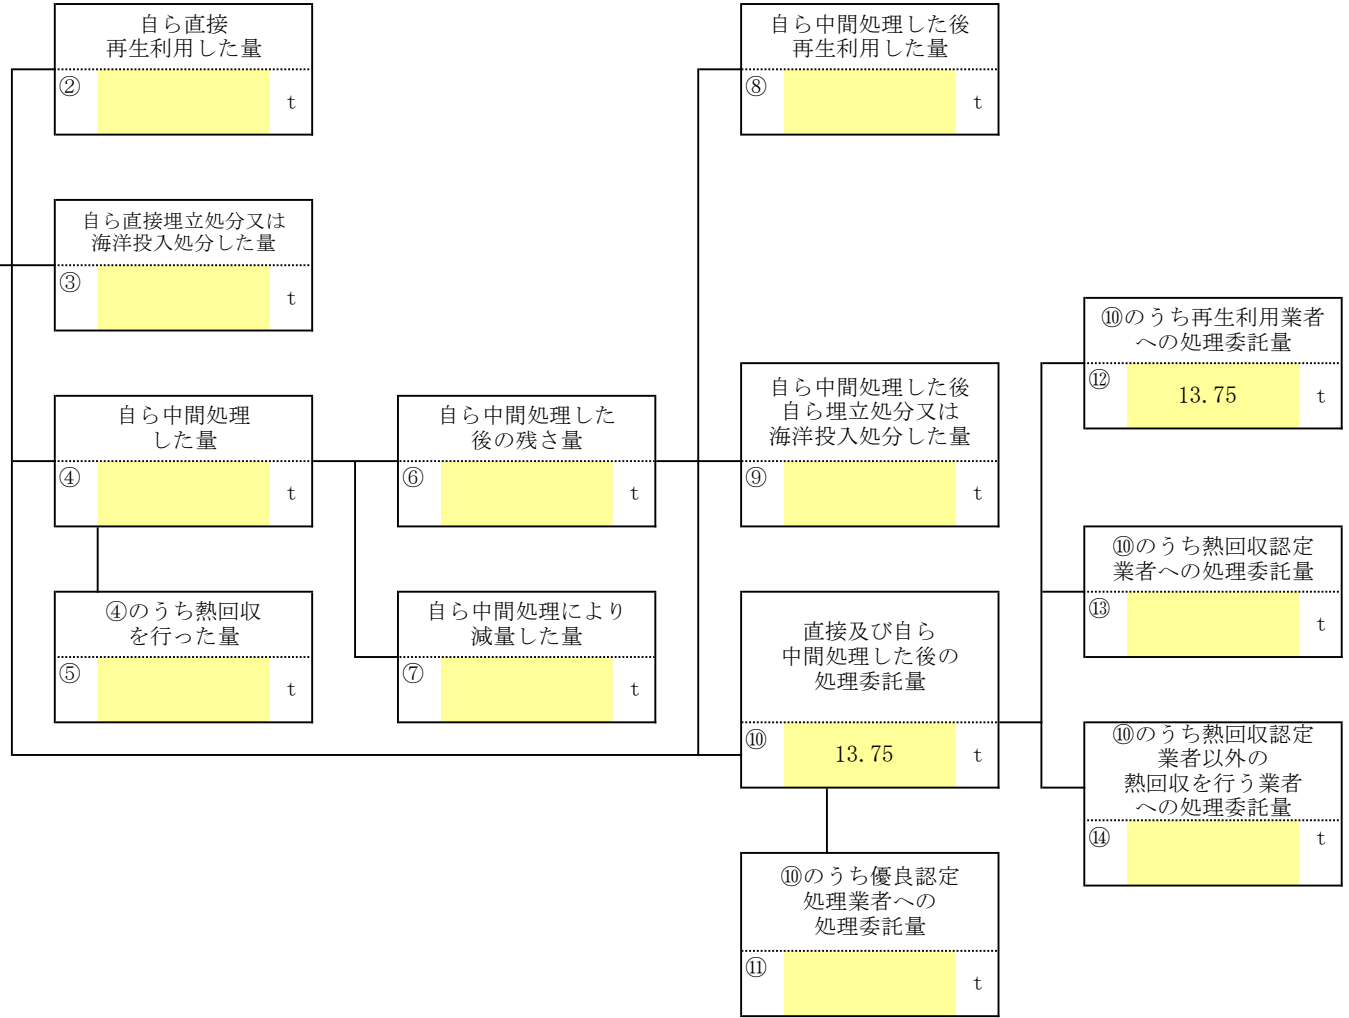 自ら直接
再生利用した量
②
t
自ら中間処理した後
再生利用した量
⑧
t
自ら直接埋立処分又は
海洋投入処分した量
③
t
⑩のうち再生利用業者
への処理委託量
⑫
13.75 t
自ら中間処理
した量
④
t
自ら中間処理した
後の残さ量
⑥
t
自ら中間処理した後
自ら埋立処分又は
海洋投入処分した量
⑨
t
⑩のうち熱回収認定
業者への処理委託量
⑬
t
④のうち熱回収
を行った量
⑤
t
自ら中間処理により
減量した量
⑦
t
直接及び自ら
中間処理した後の
処理委託量
⑩
13.75 t
⑩のうち熱回収認定
業者以外の
熱回収を行う業者
への処理委託量
⑭
t
⑩のうち優良認定
処理業者への
処理委託量
⑪
t